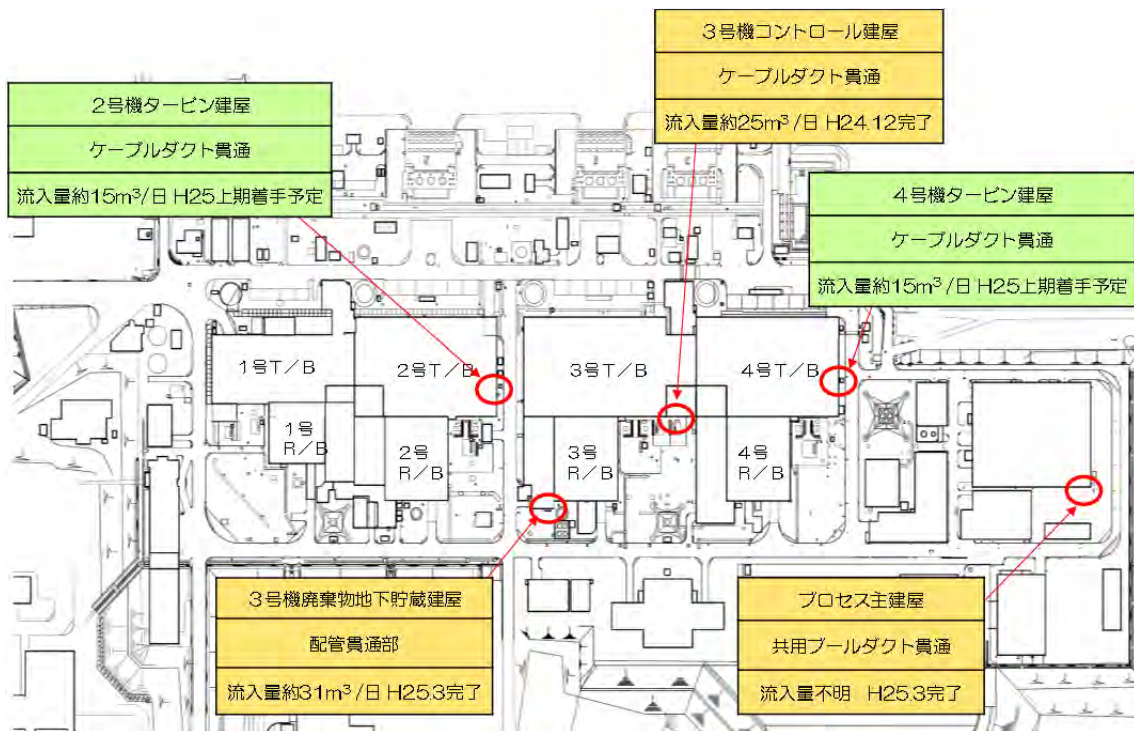 3号機コントロール建屋
ケーブルダクト貫通
流入量約25m³/日 H24.12完了
2号機タービン建屋
ケーブルダクト貫通
流入量約15m³/日 H25上期着手予定
4号機タービン建屋
ケーブルダクト貫通
流入量約15m³/日 H25上期着手予定
1号T/B
2号T/B
3号T/B
4号T/B
1号
R/B
2号
R/B
3号
R/B
4号
R/B
3号機廃棄物地下貯蔵建屋
配管貫通部
流入量約31m³/日 H25.3完了
プロセス主建屋
共用プールダクト貫通
流入量不明 H25.3完了